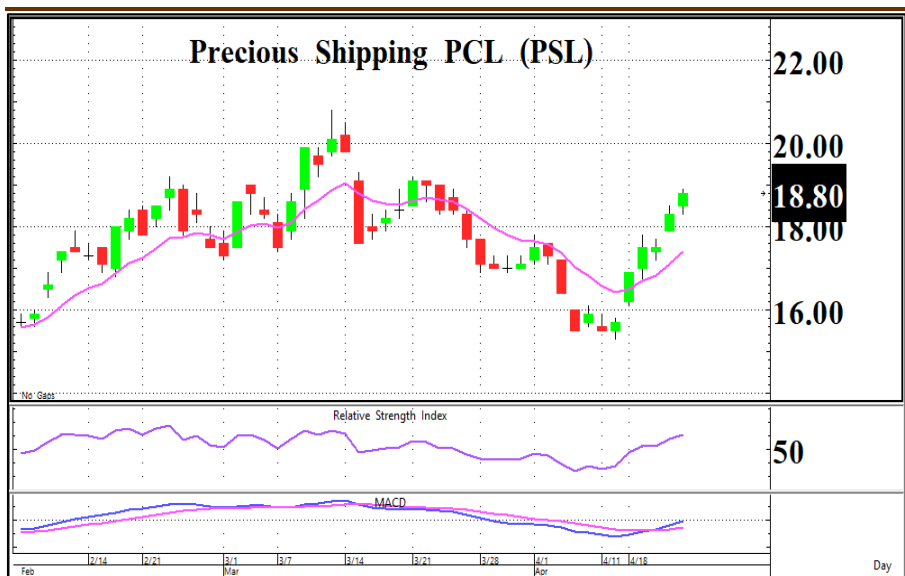 Precious Shipping PCL (PSL)
22.00
20.00
18.80
18.00
16.00
No Gaps
Relative Strength Index
50
MACD
2/14 2/21 3/1 3/7 3/14 3/21 3/28 4/1 4/11 4/18
Feb Mar Apr Day